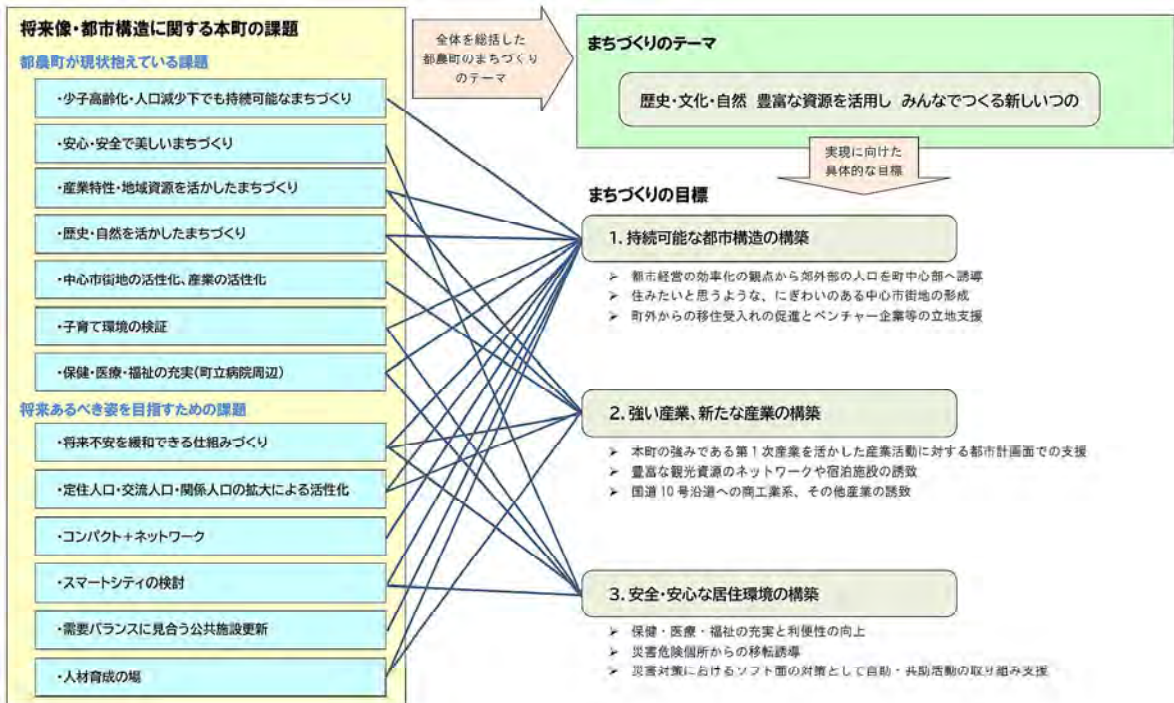 将来像・都市構造に関する本町の課題
都農町が現状抱えている課題
・少子高齢化・人口減少下でも持続可能なまちづくり
・安心・安全で美しいまちづくり
・産業特性・地域資源を活かしたまちづくり
・歴史・自然を活かしたまちづくり
・中心市街地の活性化、産業の活性化
・子育て環境の検証
・保健・医療・福祉の充実(町立病院周辺)
将来あるべき姿を目指すための課題
・将来不安を緩和できる仕組みづくり
・定住人口・交流人口・関係人口の拡大による活性化
・コンパクト+ネットワーク
・スマートシティの検討
・需要バランスに見合う公共施設更新
・人材育成の場
全体を総括した
都農町のまちづくり
のテーマ
まちづくりのテーマ
歴史・文化・自然 豊富な資源を活用し みんなでつくる新しいつの
実現に向けた
具体的な目標
まちづくりの目標
1.持続可能な都市構造の構築
➢ 都市経営の効率化の観点から郊外部の人口を町中心部へ誘導
➢ 住みたいと思うような、にぎわいのある中心市街地の形成
➢ 町外からの移住受入れの促進とベンチャー企業等の立地支援
2.強い産業、新たな産業の構築
➢ 本町の強みである第1次産業を活かした産業活動に対する都市計画面での支援
➢ 豊富な観光資源のネットワークや宿泊施設の誘致
➢ 国道10号沿道への商工業系、その他産業の誘致
3.安全・安心な居住環境の構築
➢ 保健・医療・福祉の充実と利便性の向上
➢ 災害危険個所からの移転誘導
➢ 災害対策におけるソフト面の対策として自助・共助活動の取り組み支援